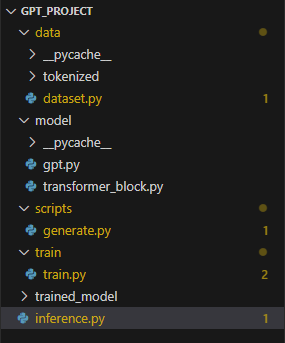 GPT_PROJECT
data
__pycache__
tokenized
dataset.py 1
model
__pycache__
gpt.py
transformer_block.py
scripts
generate.py 1
train
train.py 2
trained_model
inference.py 1